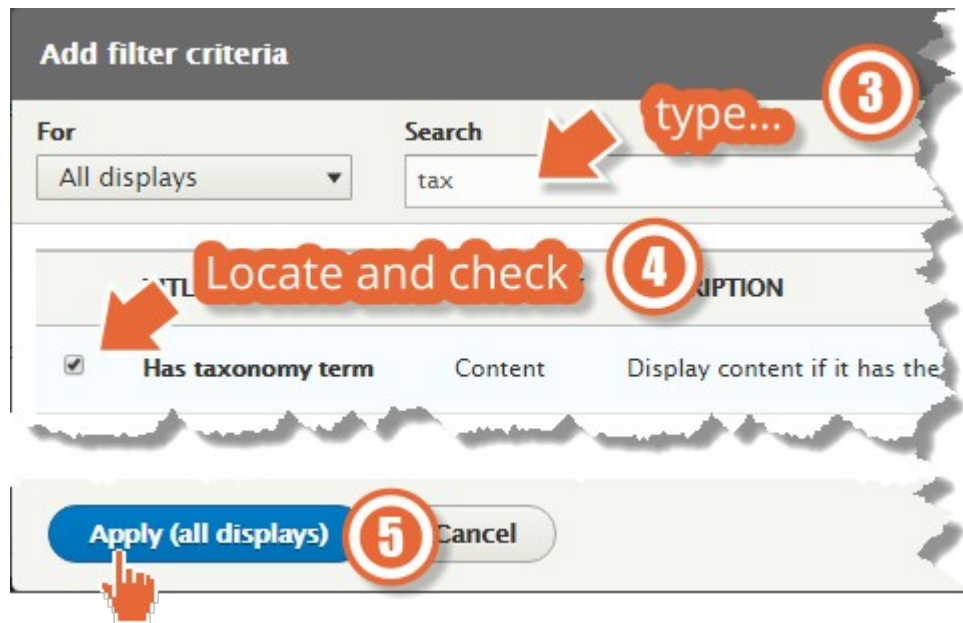 Add filter criteria
3
For
Search
type...
All displays
tax
Locate and check
4
Has taxonomy term Content Display content if it has the
Apply (all displays)
5
Cancel